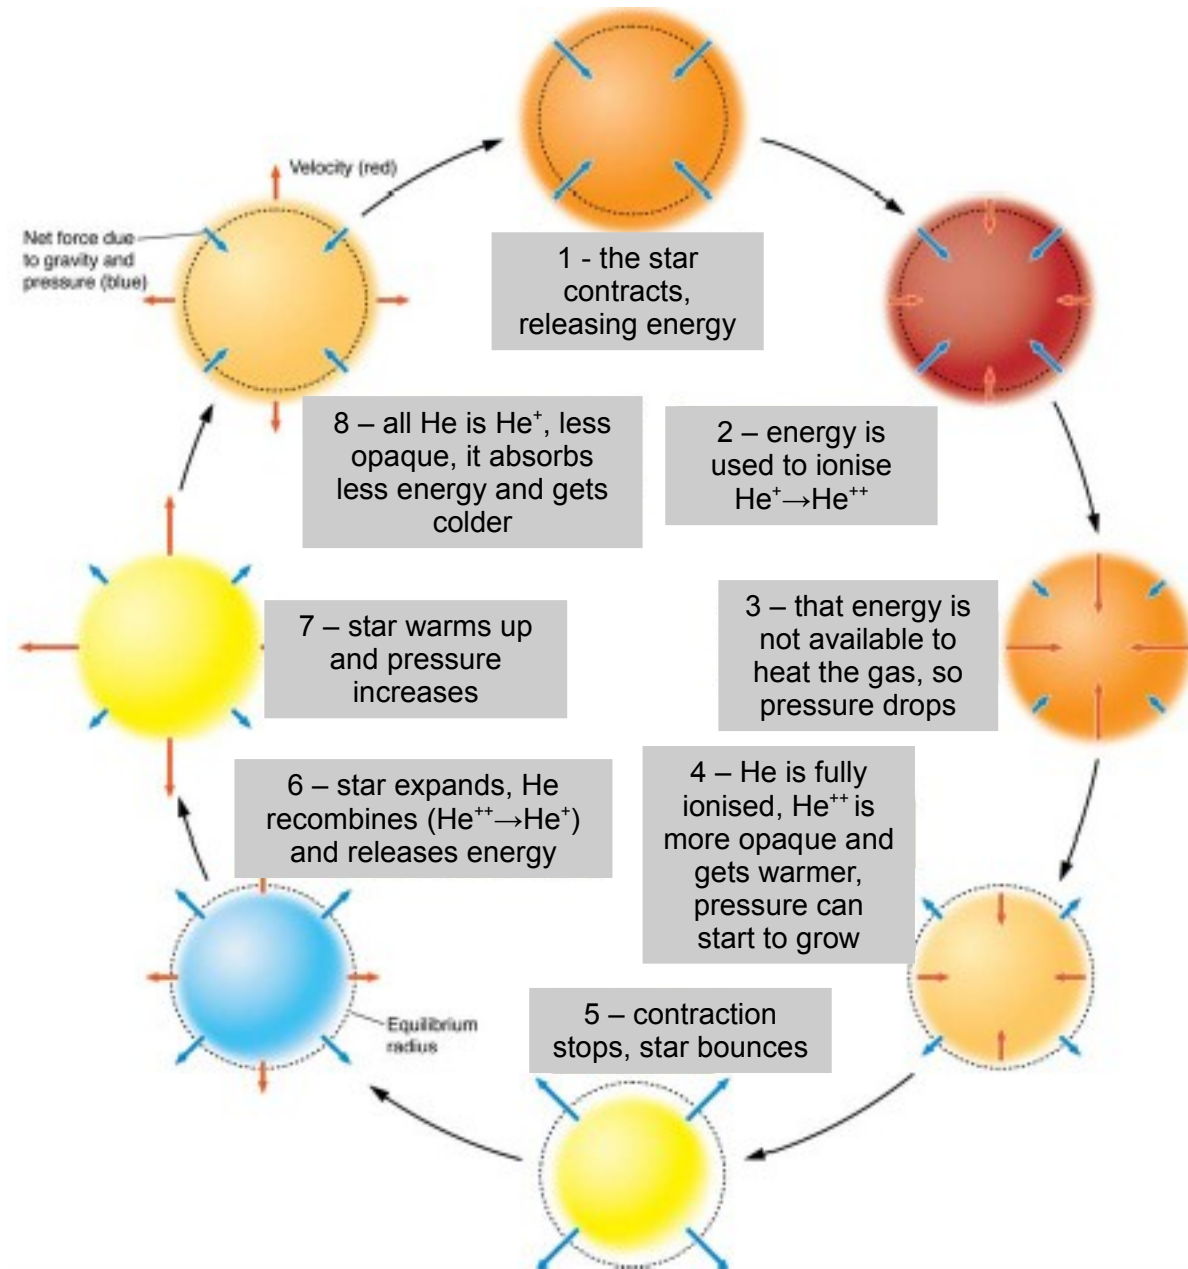 Velocity (red)
Net force due
to gravity and
pressure (blue)
1 - the star
contracts,
releasing energy
2 – energy is
used to ionise
He⁺→He⁺⁺
3 – that energy is
not available to
heat the gas, so
pressure drops
4 – He is fully
ionised, He⁺⁺ is
more opaque and
gets warmer,
pressure can
start to grow
5 – contraction
stops, star bounces
6 – star expands, He
recombines (He⁺⁺→He⁺)
and releases energy
Equilibrium
radius
7 – star warms up
and pressure
increases
8 – all He is He⁺, less
opaque, it absorbs
less energy and gets
colder